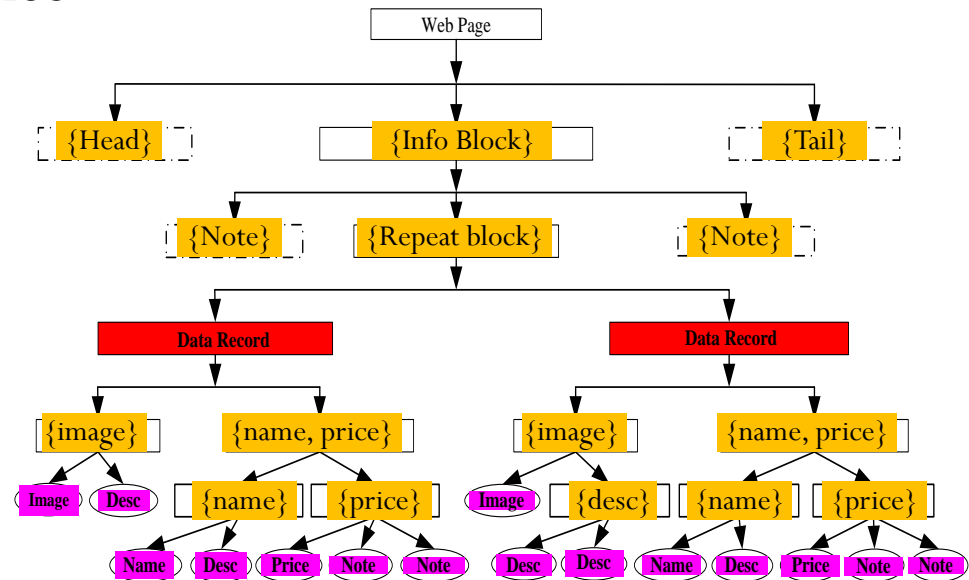 Web Page
{Head} {Info Block} {Tail}
{Note} {Repeat block} {Note}
Data Record Data Record
{image} {name, price} {image} {name, price}
Image Desc {name} {price} Image {desc} {name} {price}
Name Desc Price Note Note Desc Desc Name Desc Price Note Note